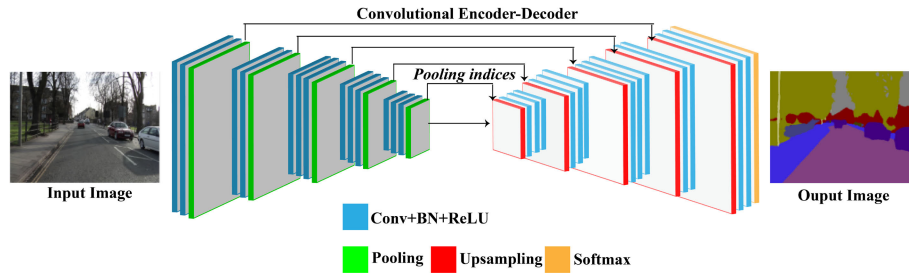 Convolutional Encoder-Decoder
Pooling indices
Input Image
Ouput Image
Conv+BN+ReLU
Pooling
Upsampling
Softmax